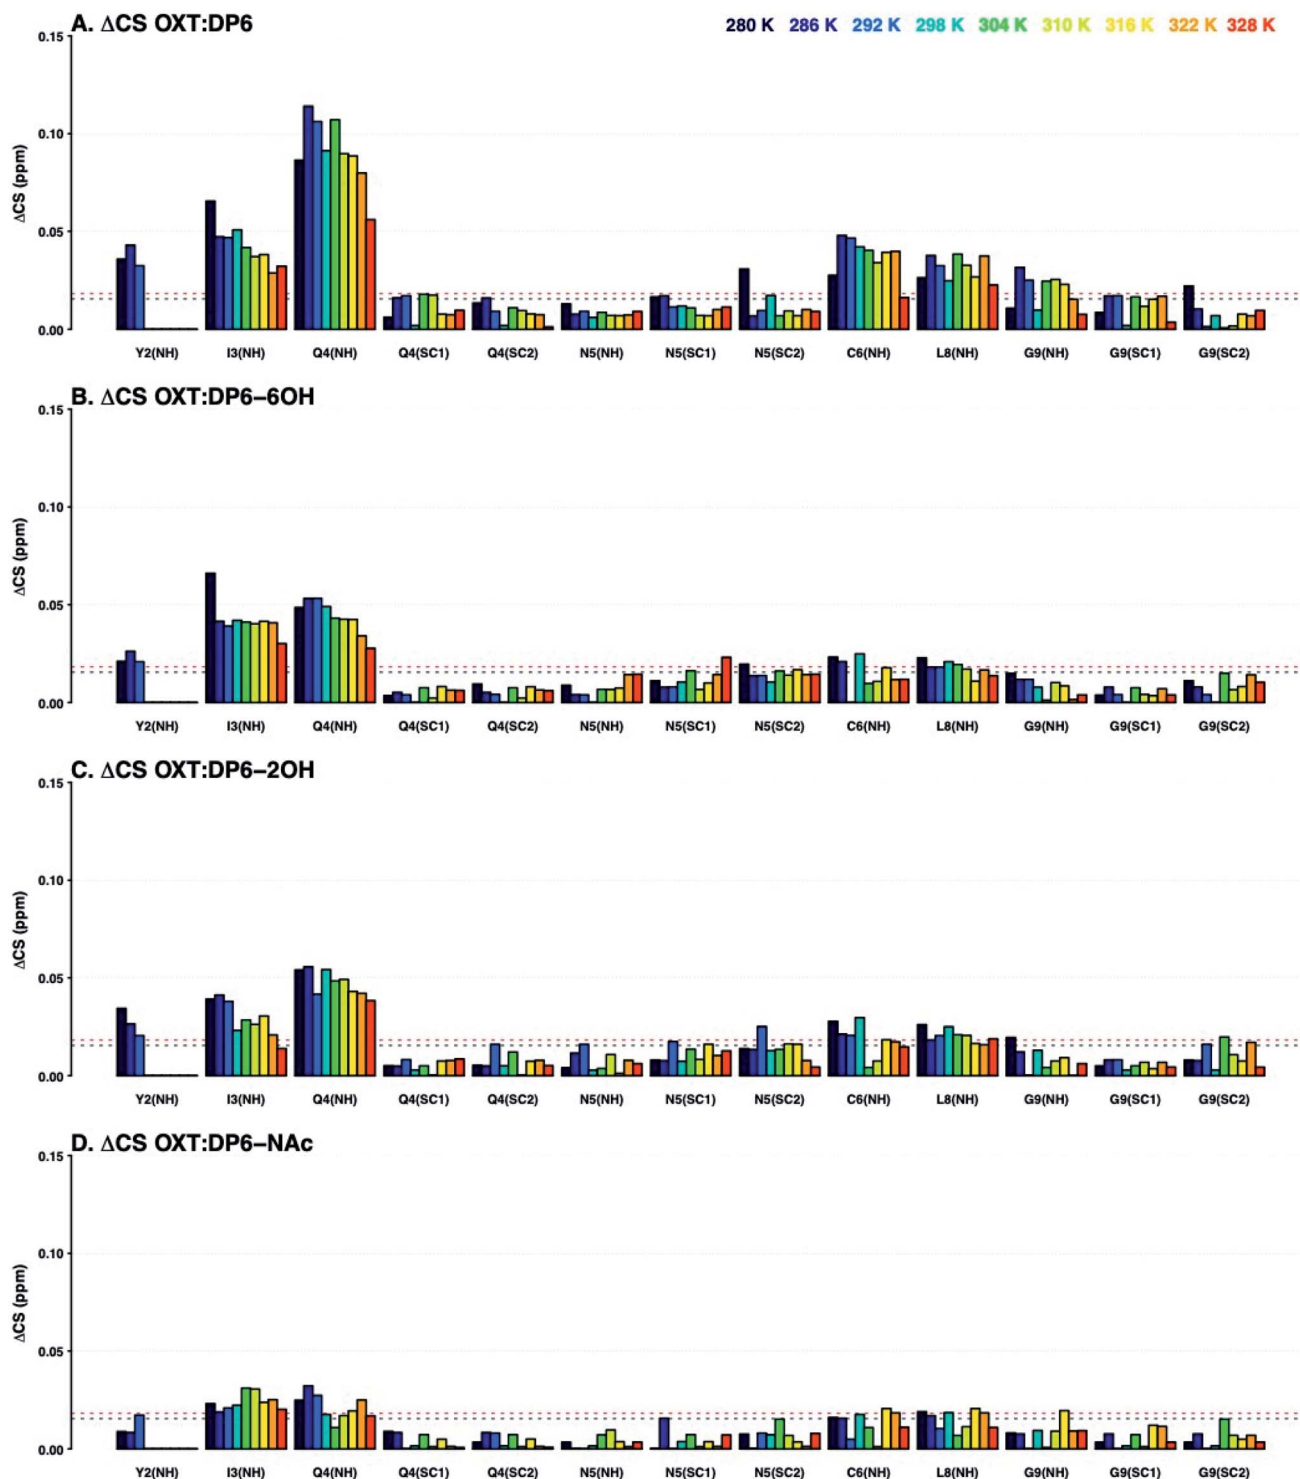 A. ΔCS OXT:DP6
280 K 286 K 292 K 298 K 304 K 310 K 316 K 322 K 328 K
0.15
0.10
0.05
0.00
ΔCS (ppm)
Y2(NH) I3(NH) Q4(NH) Q4(SC1) Q4(SC2) N5(NH) N5(SC1) N5(SC2) C6(NH) L8(NH) G9(NH) G9(SC1) G9(SC2)
B. ΔCS OXT:DP6–6OH
0.15
0.10
0.05
0.00
ΔCS (ppm)
Y2(NH) I3(NH) Q4(NH) Q4(SC1) Q4(SC2) N5(NH) N5(SC1) N5(SC2) C6(NH) L8(NH) G9(NH) G9(SC1) G9(SC2)
C. ΔCS OXT:DP6–2OH
0.15
0.10
0.05
0.00
ΔCS (ppm)
Y2(NH) I3(NH) Q4(NH) Q4(SC1) Q4(SC2) N5(NH) N5(SC1) N5(SC2) C6(NH) L8(NH) G9(NH) G9(SC1) G9(SC2)
D. ΔCS OXT:DP6–NAc
0.15
0.10
0.05
0.00
ΔCS (ppm)
Y2(NH) I3(NH) Q4(NH) Q4(SC1) Q4(SC2) N5(NH) N5(SC1) N5(SC2) C6(NH) L8(NH) G9(NH) G9(SC1) G9(SC2)